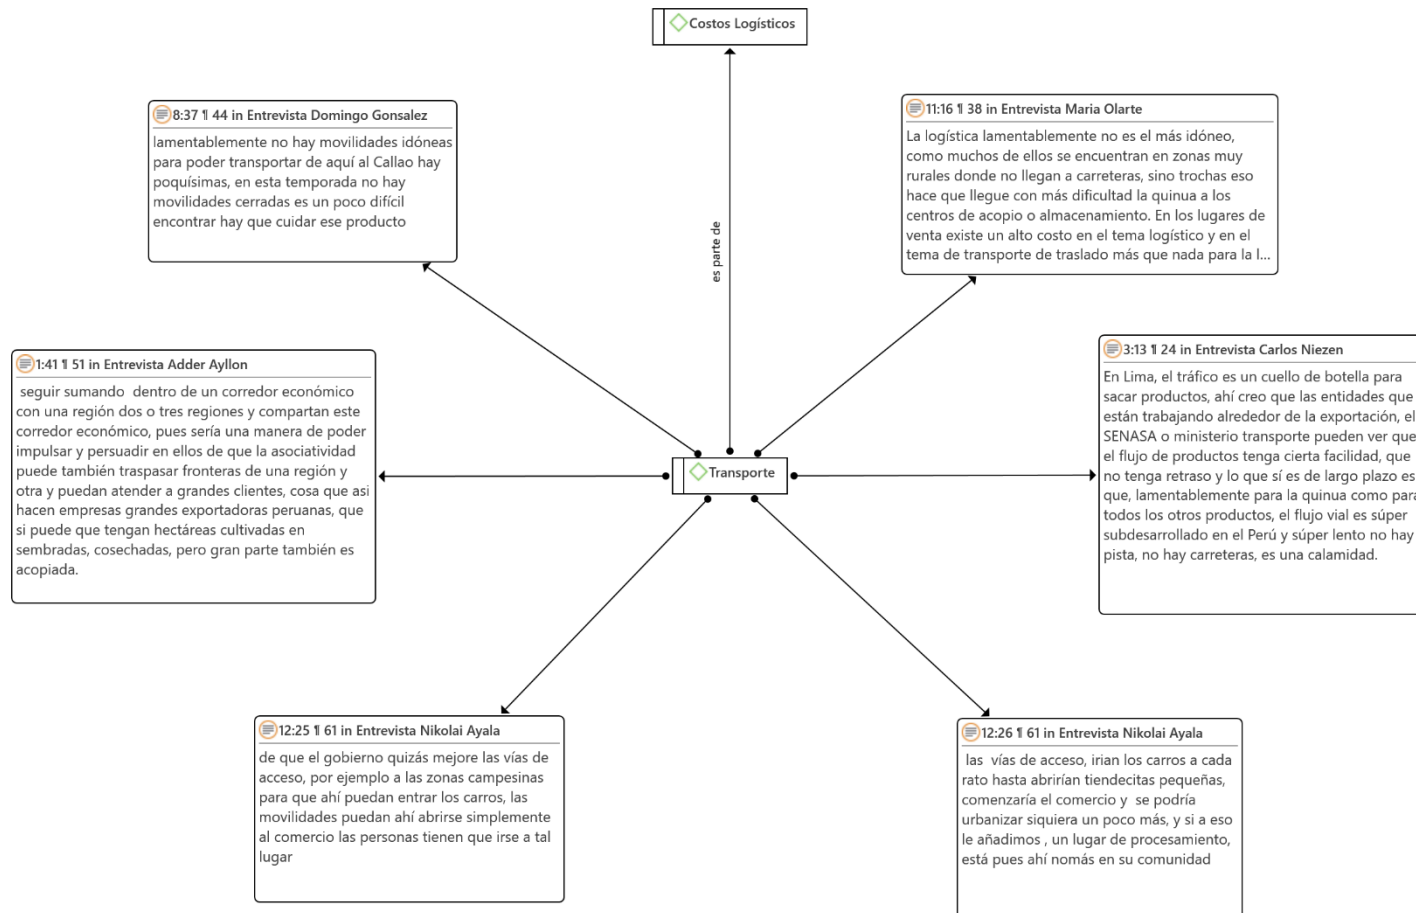 Costos Logísticos
es parte de
8:37 ¶ 44 in Entrevista Domingo Gonsalez
lamentablemente no hay movilidades idóneas
para poder transportar de aquí al Callao hay
poquísimas, en esta temporada no hay
movilidades cerradas es un poco difícil
encontrar hay que cuidar ese producto
11:16 ¶ 38 in Entrevista Maria Olarte
La logística lamentablemente no es el más idóneo,
como muchos de ellos se encuentran en zonas muy
rurales donde no llegan a carreteras, sino trochas eso
hace que llegue con más dificultad la quinua a los
centros de acopio o almacenamiento. En los lugares de
venta existe un alto costo en el tema logístico y en el
tema de transporte de traslado más que nada para la l...
1:41 ¶ 51 in Entrevista Adder Ayllon
seguir sumando  dentro de un corredor económico
con una región dos o tres regiones y compartan este
corredor económico, pues sería una manera de poder
impulsar y persuadir en ellos de que la asociatividad
puede también traspasar fronteras de una región y
otra y puedan atender a grandes clientes, cosa que asi
hacen empresas grandes exportadoras peruanas, que
si puede que tengan hectáreas cultivadas en
sembradas, cosechadas, pero gran parte también es
acopiada.
Transporte
3:13 ¶ 24 in Entrevista Carlos Niezen
En Lima, el tráfico es un cuello de botella para
sacar productos, ahí creo que las entidades que
están trabajando alrededor de la exportación, el
SENASA o ministerio transporte pueden ver que
el flujo de productos tenga cierta facilidad, que
no tenga retraso y lo que sí es de largo plazo es
que, lamentablemente para la quinua como para
todos los otros productos, el flujo vial es súper
subdesarrollado en el Perú y súper lento no hay
pista, no hay carreteras, es una calamidad.
12:25 ¶ 61 in Entrevista Nikolai Ayala
de que el gobierno quizás mejore las vías de
acceso, por ejemplo a las zonas campesinas
para que ahí puedan entrar los carros, las
movilidades puedan ahí abrirse simplemente
al comercio las personas tienen que irse a tal
lugar
12:26 ¶ 61 in Entrevista Nikolai Ayala
las  vías de acceso, irian los carros a cada
rato hasta abrirían tiendecitas pequeñas,
comenzaría el comercio y  se podría
urbanizar siquiera un poco más, y si a eso
le añadimos , un lugar de procesamiento,
está pues ahí nomás en su comunidad